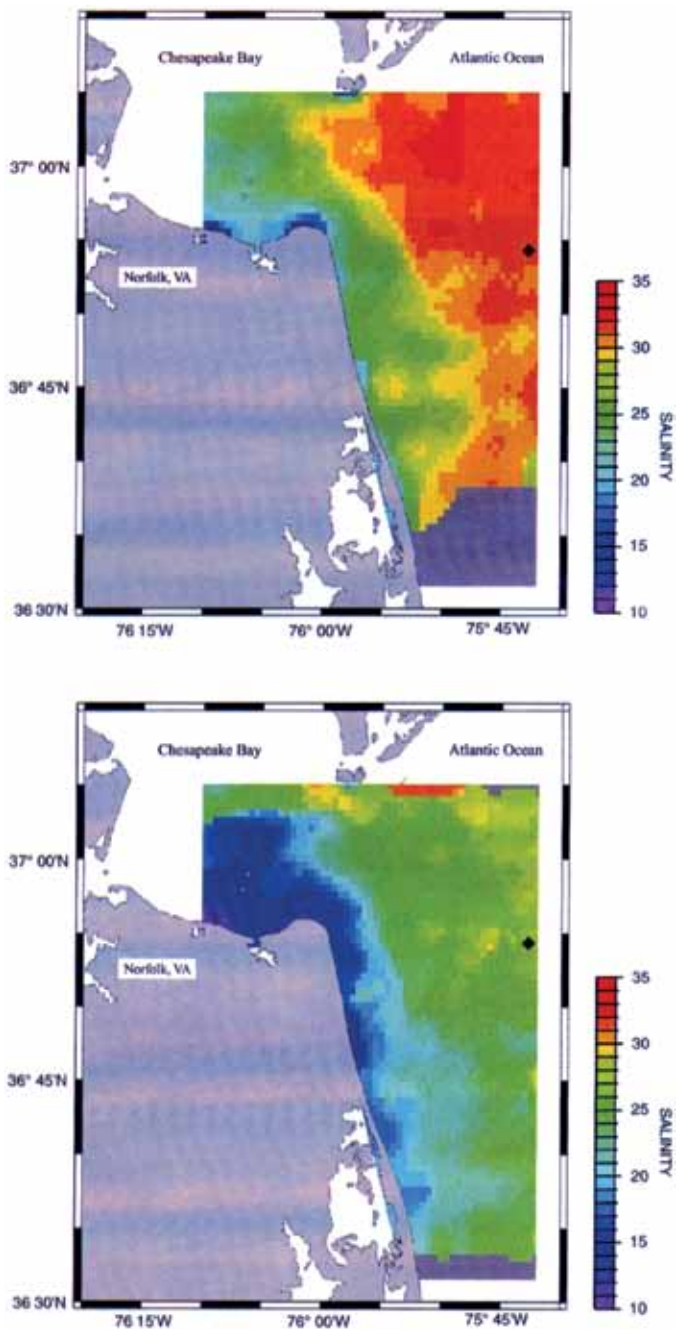 Chesapeake Bay
Atlantic Ocean
37° 00'N
Norfolk, VA
36° 45'N
36 30'N
76 15'W
76° 00'W
75° 45'W
35
30
25
20
15
10
SALINITY
Chesapeake Bay
Atlantic Ocean
37° 00'N
Norfolk, VA
36° 45'N
36 30'N
76 15'W
76° 00'W
75° 45'W
35
30
25
20
15
10
SALINITY